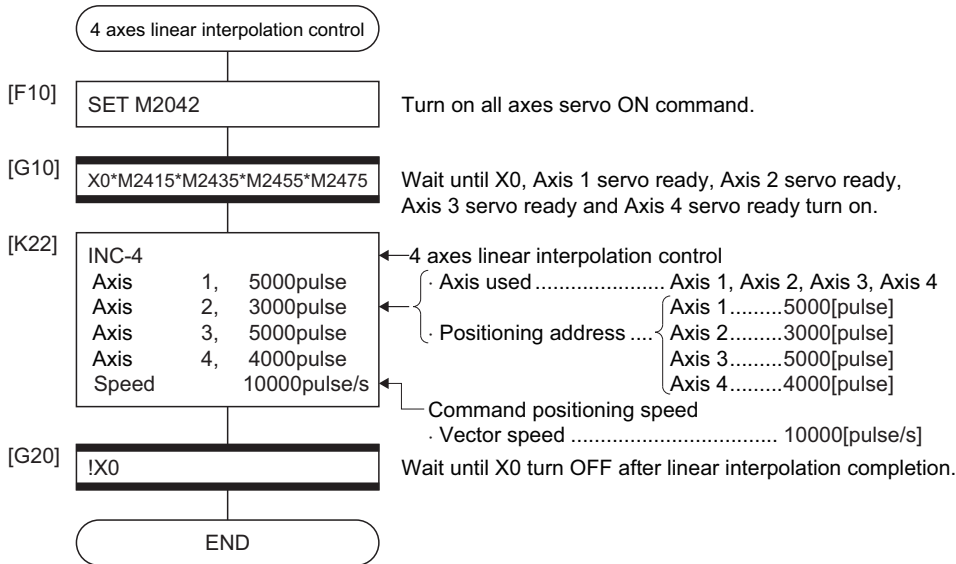 4 axes linear interpolation control
[F10]
SET M2042
Turn on all axes servo ON command.
[G10]
X0*M2415*M2435*M2455*M2475
Wait until X0, Axis 1 servo ready, Axis 2 servo ready,
Axis 3 servo ready and Axis 4 servo ready turn on.
[K22]
INC-4
Axis 1, 5000pulse
Axis 2, 3000pulse
Axis 3, 5000pulse
Axis 4, 4000pulse
Speed 10000pulse/s
4 axes linear interpolation control
· Axis used ...................... Axis 1, Axis 2, Axis 3, Axis 4
· Positioning address ....
Axis 1.........5000[pulse]
Axis 2.........3000[pulse]
Axis 3.........5000[pulse]
Axis 4.........4000[pulse]
Command positioning speed
· Vector speed ................................... 10000[pulse/s]
[G20]
!X0
Wait until X0 turn OFF after linear interpolation completion.
END